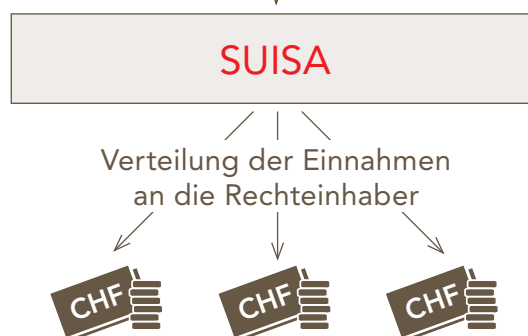 SUISA
Verteilung der Einnahmen
an die Rechteinhaber
CHF CHF CHF